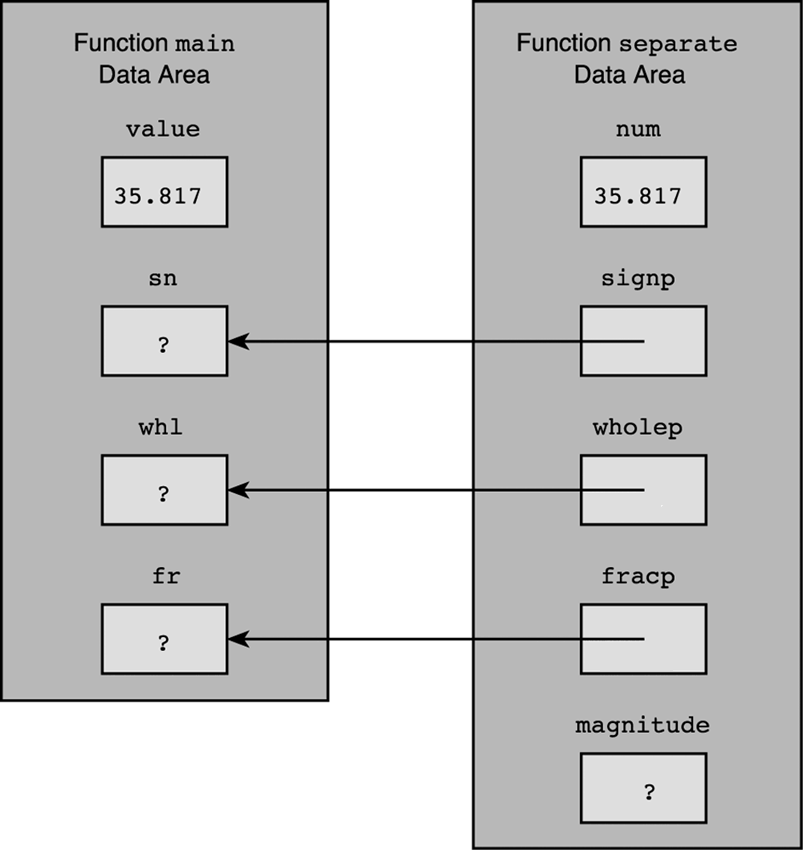 Function main
Data Area
value
35.817
sn
?
whl
?
fr
?
Function separate
Data Area
num
35.817
signp
wholep
fracp
magnitude
?